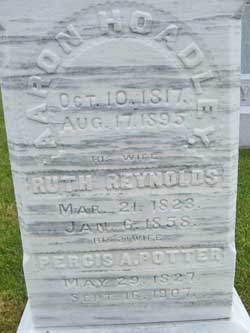 AARON HOADLEY
OCT. 10. 1817.
AUG. 17. 1895.
HIS WIFE
RUTH REYNOLDS
MAR. 21. 1828.
JAN. 6. 1858.
HIS WIFE
PERCIS A. POTTER
MAY 29. 1827
SEPT. 16. 1907.